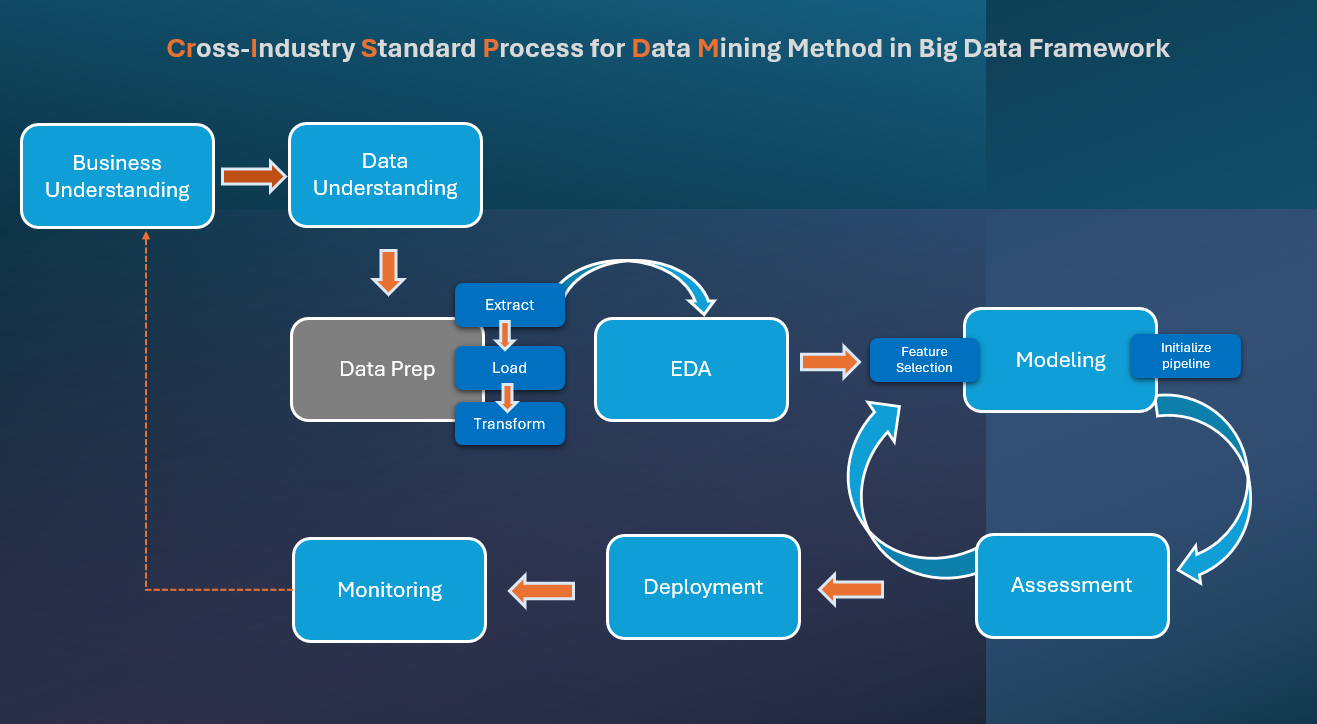 Cross-Industry Standard Process for Data Mining Method in Big Data Framework
Business
Understanding
Data
Understanding
Data Prep
Extract
Load
Transform
EDA
Feature
Selection
Modeling
Initialize
pipeline
Monitoring
Deployment
Assessment